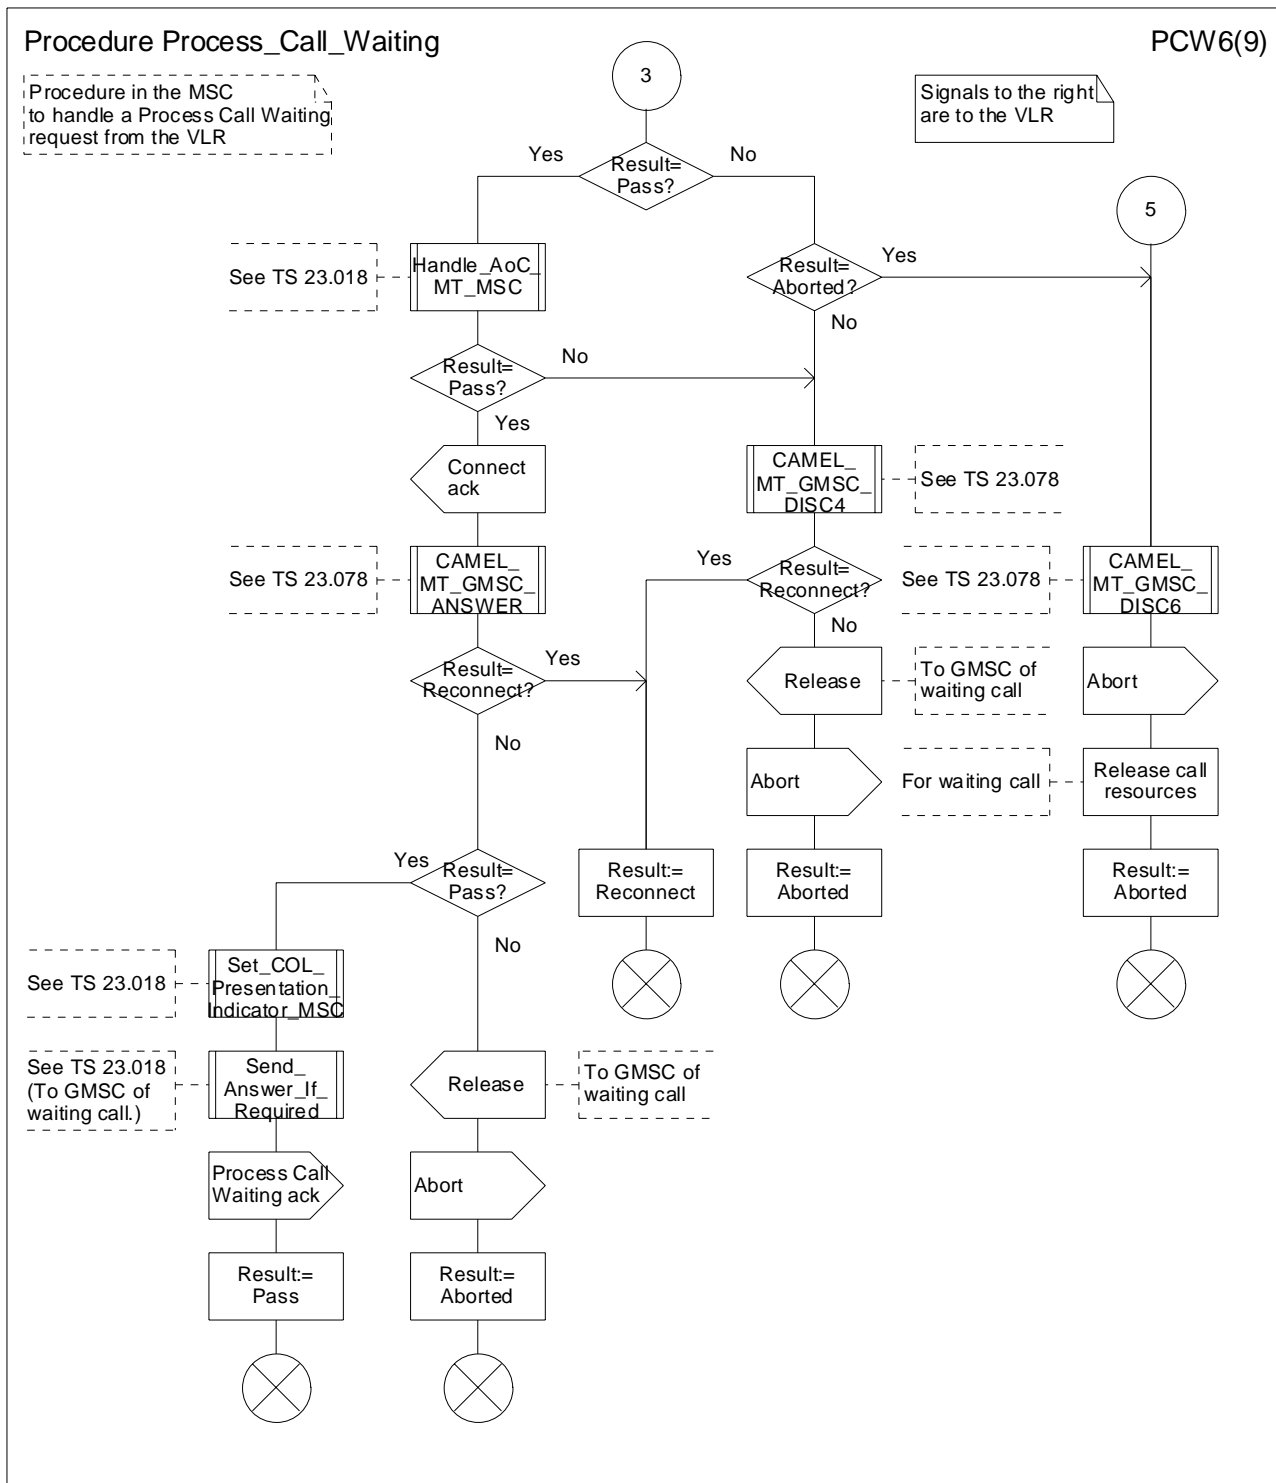 Procedure Process_Call_Waiting
PCW6(9)
Procedure in the MSC
to handle a Process Call Waiting
request from the VLR
3
Signals to the right
are to the VLR
Yes
Result=
Pass?
No
5
See TS 23.018
Handle_AoC_
MT_MSC
Result=
Aborted?
Yes
No
Result=
Pass?
No
Yes
Connect
ack
CAMEL_
MT_GMSC_
DISC4
See TS 23.078
See TS 23.078
CAMEL_
MT_GMSC_
ANSWER
Yes
Result=
Reconnect?
No
See TS 23.078
CAMEL_
MT_GMSC_
DISC6
Result=
Reconnect?
Yes
No
Release
To GMSC of
waiting call
Abort
Abort
For waiting call
Release call
resources
Yes
Result=
Pass?
No
Result:=
Reconnect
Result:=
Aborted
Result:=
Aborted
See TS 23.018
Set_COL_
Presentation_
Indicator_MSC
See TS 23.018
(To GMSC of
waiting call.)
Send_
Answer_If_
Required
Release
To GMSC of
waiting call
Process Call
Waiting ack
Abort
Result:=
Pass
Result:=
Aborted